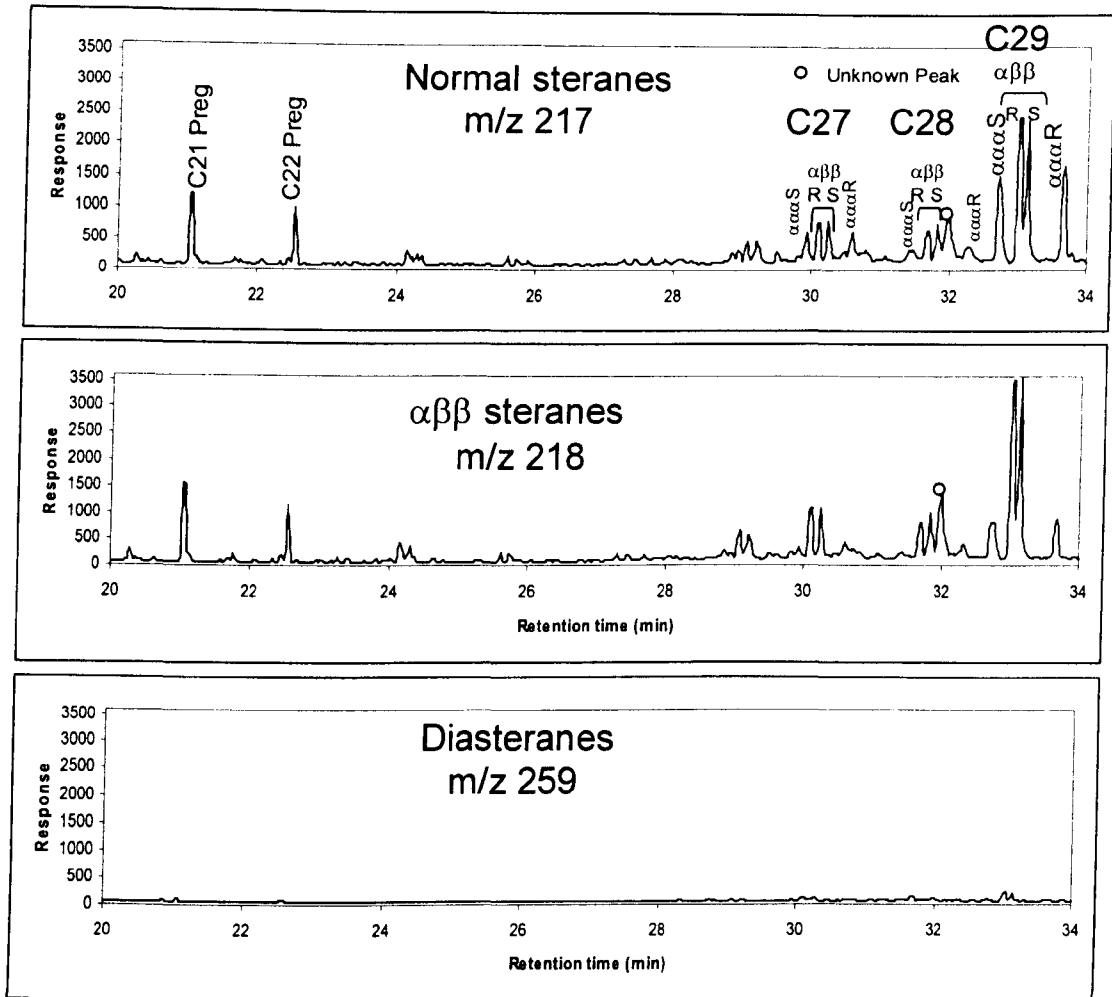 Normal steranes
m/z 217
○ Unknown Peak
C29
αββ
R S
αααS
αααR
C27
αββ
R S
αααS
αααR
C28
αββ
R S
αααS
αααR
C21 Preg
C22 Preg
Response
3500
3000
2500
2000
1500
1000
500
0
20 22 24 26 28 30 32 34
αββ steranes
m/z 218
Response
3500
3000
2500
2000
1500
1000
500
0
20 22 24 26 28 30 32 34
Retention time (min)
Diasteranes
m/z 259
Response
3500
3000
2500
2000
1500
1000
500
0
20 22 24 26 28 30 32 34
Retention time (min)